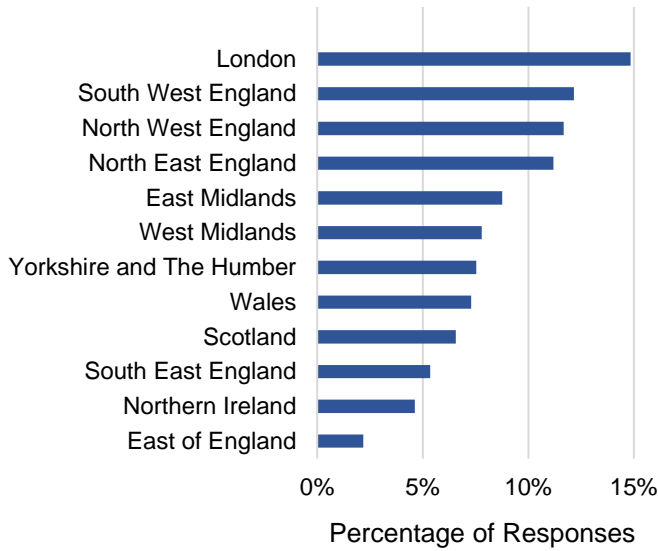 London
South West England
North West England
North East England
East Midlands
West Midlands
Yorkshire and The Humber
Wales
Scotland
South East England
Northern Ireland
East of England
0% 5% 10% 15%
Percentage of Responses